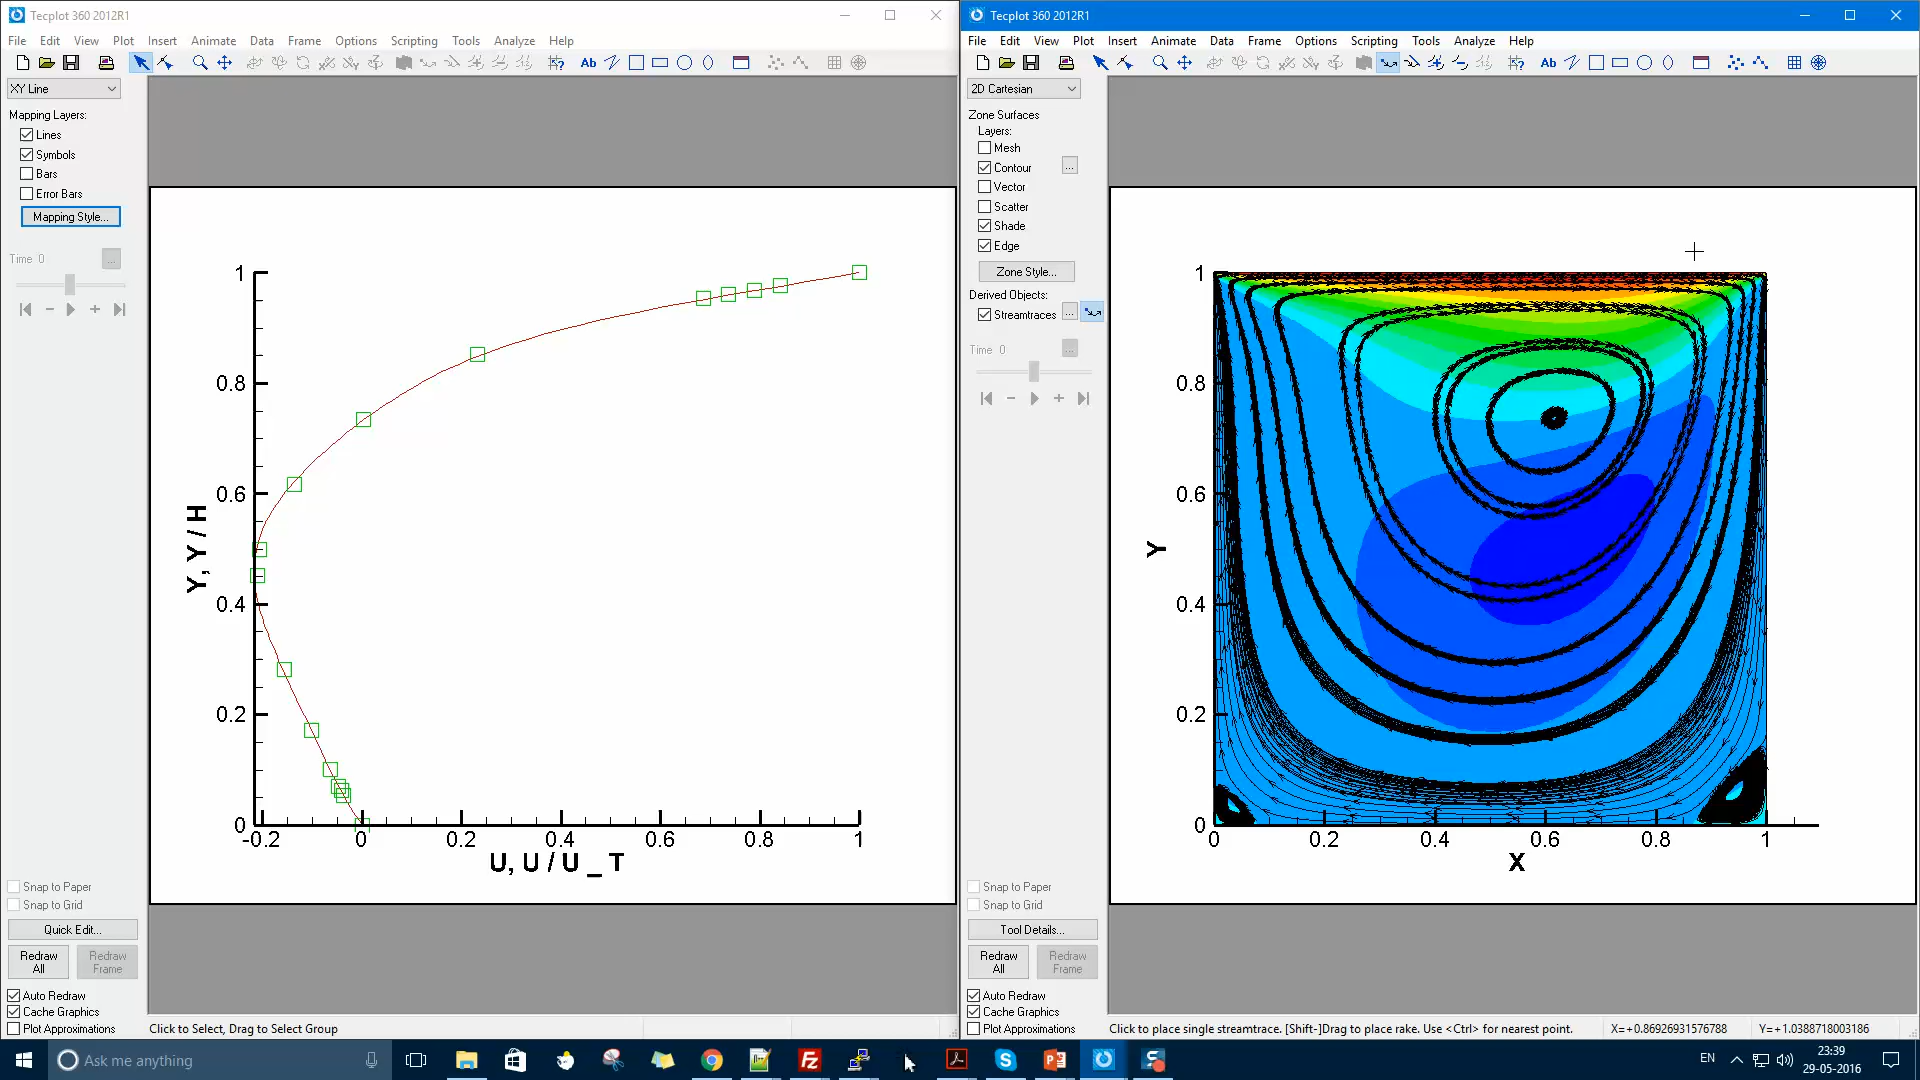 Tecplot 360 2012R1
File Edit View Plot Insert Animate Data Frame Options Scripting Tools Analyze Help
Ab
XY Line
Mapping Layers:
Lines
Symbols
Bars
Error Bars
Mapping Style...
Time 0
...
1
0.8
0.6
0.4
0.2
0
Y, Y / H
-0.2 0 0.2 0.4 0.6 0.8 1
U, U / U _ T
Snap to Paper
Snap to Grid
Quick Edit...
Redraw All
Redraw Frame
Auto Redraw
Cache Graphics
Plot Approximations
Click to Select, Drag to Select Group
Tecplot 360 2012R1
File Edit View Plot Insert Animate Data Frame Options Scripting Tools Analyze Help
Ab
2D Cartesian
Zone Surfaces
Layers:
Mesh
Contour ...
Vector
Scatter
Shade
Edge
Zone Style...
Derived Objects:
Streamtraces ...
Time 0
...
1
0.8
0.6
0.4
0.2
0
Y
0 0.2 0.4 0.6 0.8 1
X
Snap to Paper
Snap to Grid
Tool Details...
Redraw All
Redraw Frame
Auto Redraw
Cache Graphics
Plot Approximations
Click to place single streamtrace. [Shift-]Drag to place rake. Use <Ctrl> for nearest point.
X=+0.86926931576788
Y=+1.0388718003186
Ask me anything
EN
23:39
29-05-2016